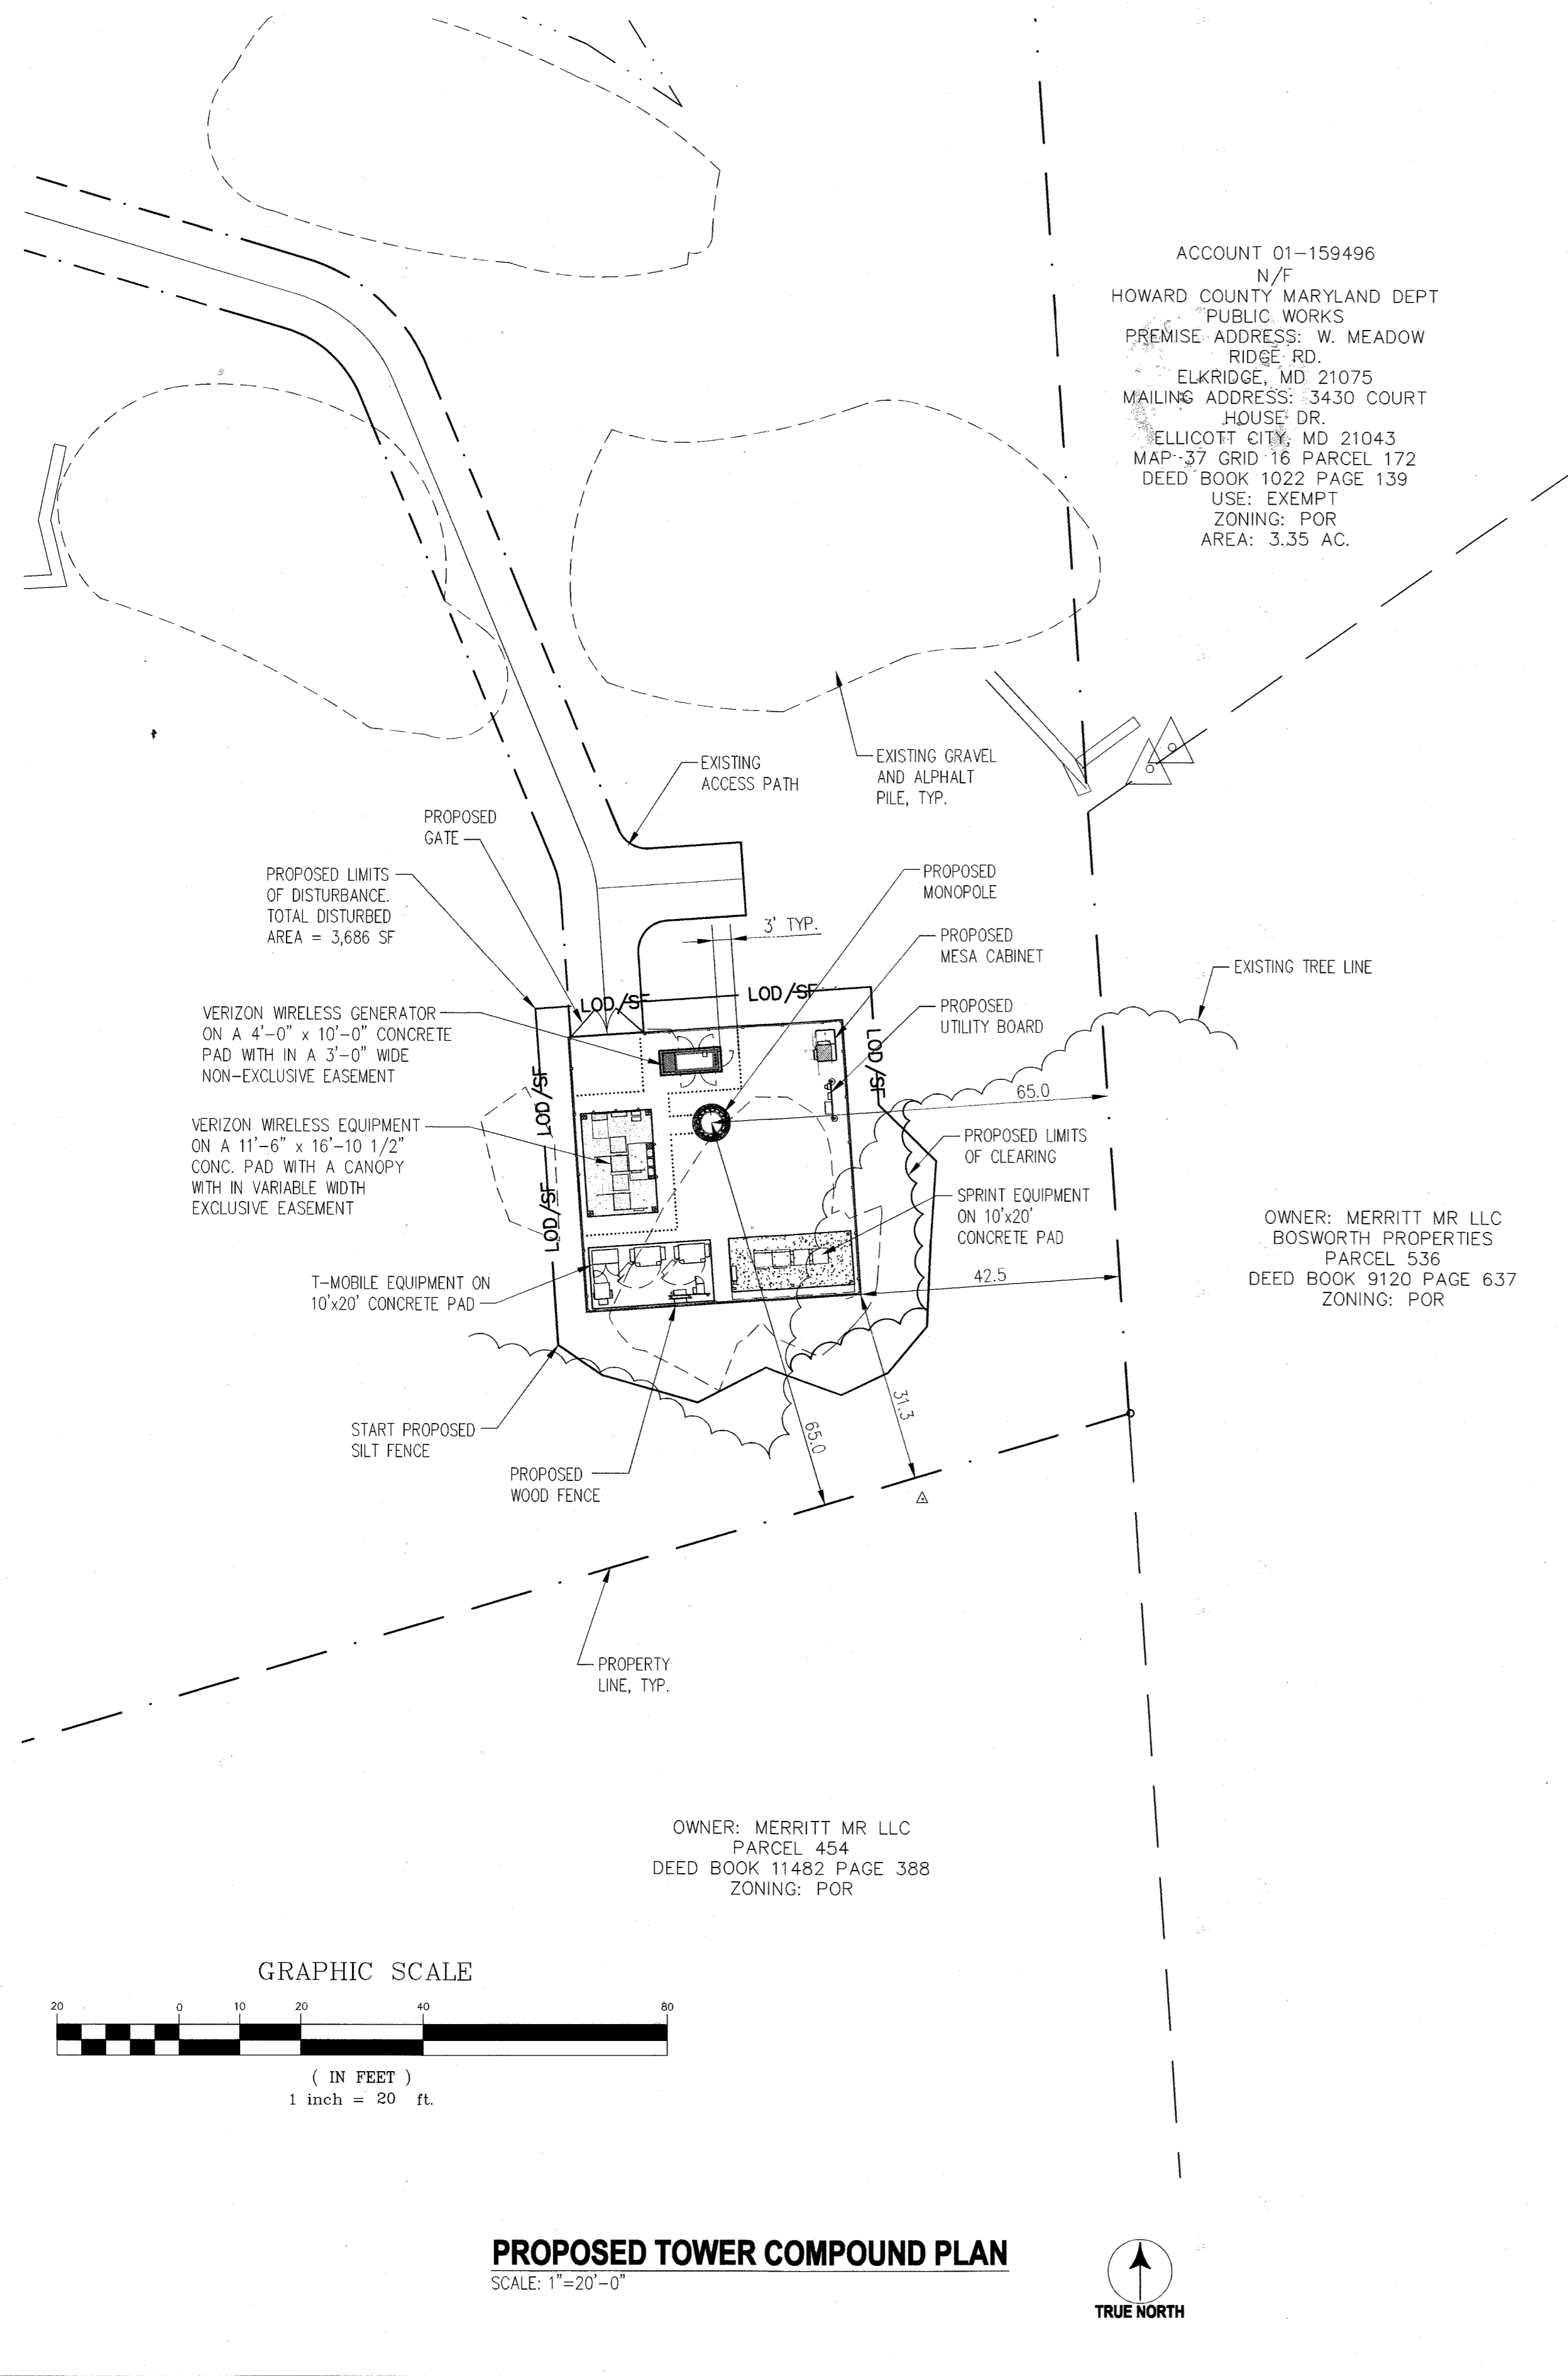 ACCOUNT 01-159496
N/F
HOWARD COUNTY MARYLAND DEPT
PUBLIC WORKS
PREMISE ADDRESS: W. MEADOW
RIDGE RD.
ELKRIDGE, MD 21075
MAILING ADDRESS: 3430 COURT
HOUSE DR.
ELLICOTT CITY, MD 21043
MAP 37 GRID 16 PARCEL 172
DEED BOOK 1022 PAGE 139
USE: EXEMPT
ZONING: POR
AREA: 3.35 AC.
EXISTING
ACCESS PATH
EXISTING GRAVEL
AND ALPHALT
PILE, TYP.
PROPOSED
GATE
PROPOSED LIMITS
OF DISTURBANCE.
TOTAL DISTURBED
AREA = 3,686 SF
PROPOSED
MONOPOLE
3' TYP.
PROPOSED
MESA CABINET
EXISTING TREE LINE
LOD/SF
LOD/SF
LOD/SF
LOD/SF
LOD/SF
VERIZON WIRELESS GENERATOR
ON A 4'-0" x 10'-0" CONCRETE
PAD WITH IN A 3'-0" WIDE
NON-EXCLUSIVE EASEMENT
PROPOSED
UTILITY BOARD
65.0
VERIZON WIRELESS EQUIPMENT
ON A 11'-6" x 16'-10 1/2"
CONC. PAD WITH A CANOPY
WITH IN VARIABLE WIDTH
EXCLUSIVE EASEMENT
PROPOSED LIMITS
OF CLEARING
SPRINT EQUIPMENT
ON 10'x20'
CONCRETE PAD
OWNER: MERRITT MR LLC
BOSWORTH PROPERTIES
PARCEL 536
DEED BOOK 9120 PAGE 637
ZONING: POR
T-MOBILE EQUIPMENT ON
10'x20' CONCRETE PAD
42.5
31.3
65.0
START PROPOSED
SILT FENCE
PROPOSED
WOOD FENCE
PROPERTY
LINE, TYP.
OWNER: MERRITT MR LLC
PARCEL 454
DEED BOOK 11482 PAGE 388
ZONING: POR
GRAPHIC SCALE
20 0 10 20 40 80
( IN FEET )
1 inch = 20 ft.
PROPOSED TOWER COMPOUND PLAN
SCALE: 1"=20'-0"
TRUE NORTH